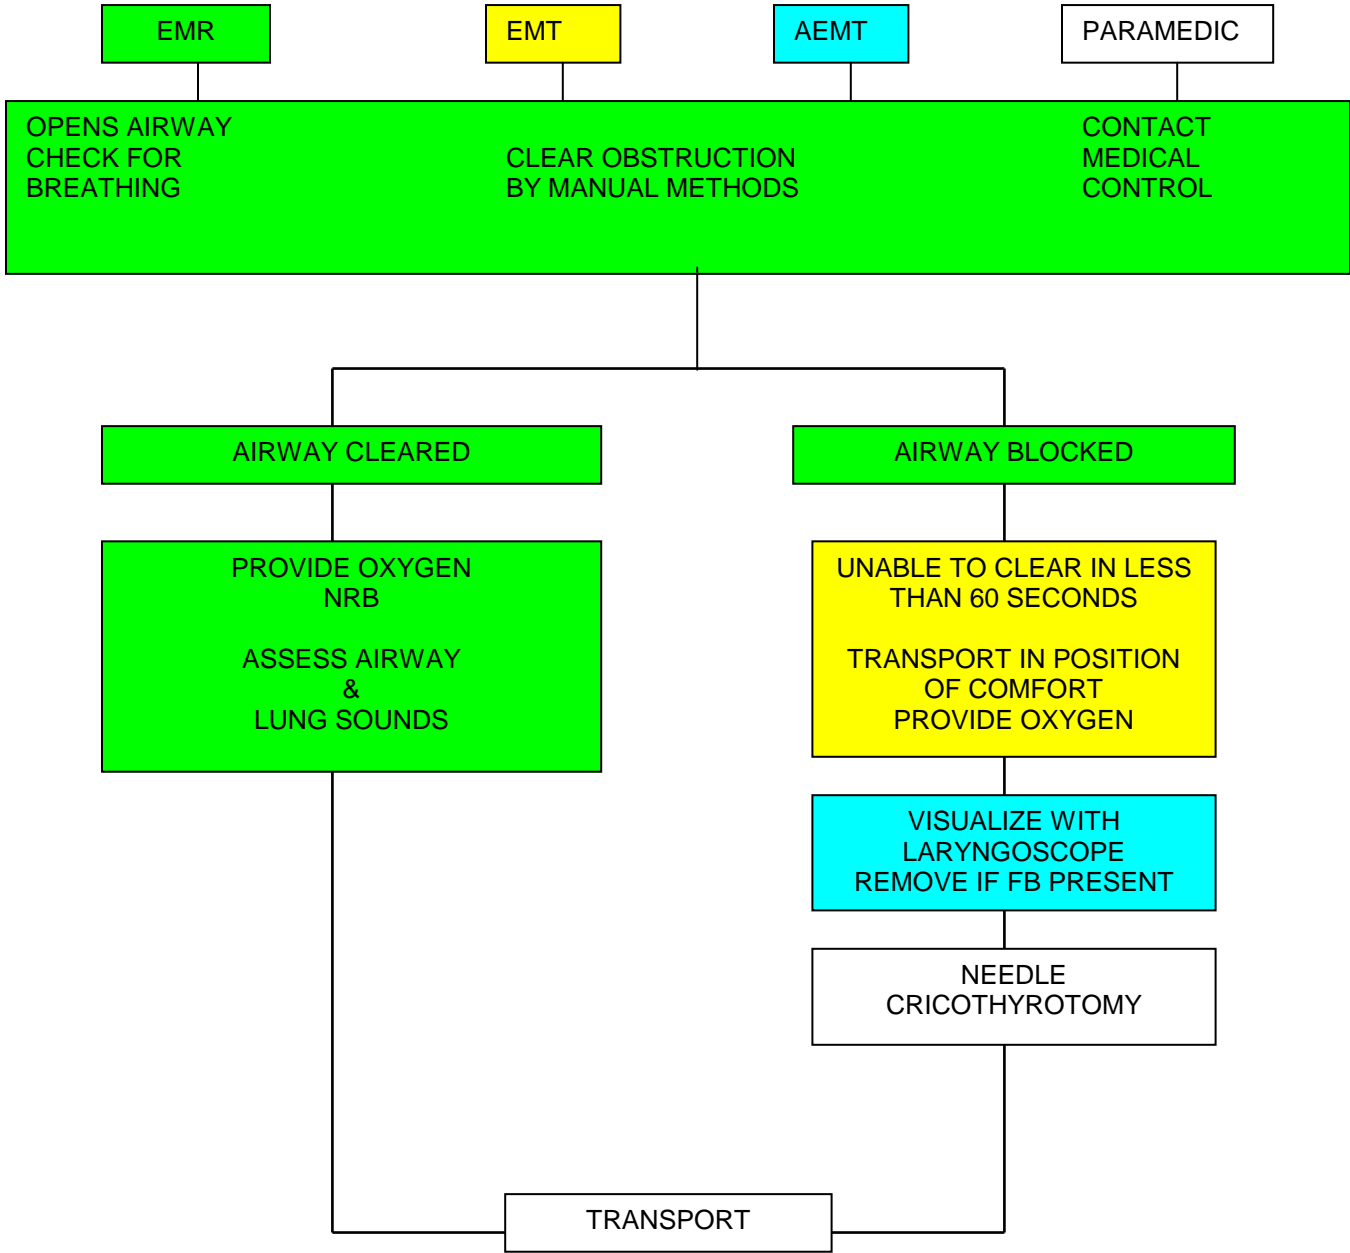 EMR
EMT
AEMT
PARAMEDIC
OPENS AIRWAY
CHECK FOR
BREATHING
CLEAR OBSTRUCTION
BY MANUAL METHODS
CONTACT
MEDICAL
CONTROL
AIRWAY CLEARED
PROVIDE OXYGEN
NRB
ASSESS AIRWAY
&
LUNG SOUNDS
AIRWAY BLOCKED
UNABLE TO CLEAR IN LESS
THAN 60 SECONDS
TRANSPORT IN POSITION
OF COMFORT
PROVIDE OXYGEN
VISUALIZE WITH
LARYNGOSCOPE
REMOVE IF FB PRESENT
NEEDLE
CRICOTHYROTOMY
TRANSPORT